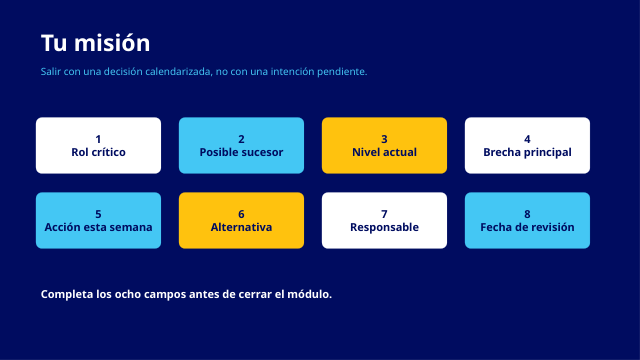 Tu misión
Salir con una decisión calendarizada, no con una intención pendiente.
1
Rol crítico
2
Posible sucesor
3
Nivel actual
4
Brecha principal
5
Acción esta semana
6
Alternativa
7
Responsable
8
Fecha de revisión
Completa los ocho campos antes de cerrar el módulo.